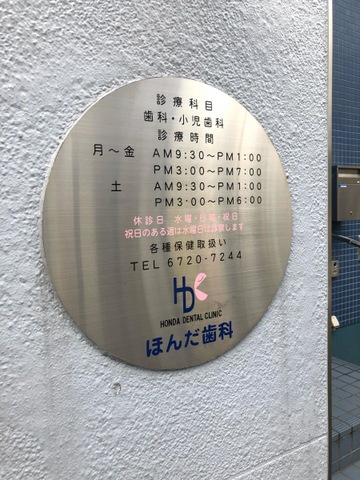 診療科目
歯科・小児歯科
診療時間
月〜金 AM9:30〜PM1:00
PM3:00〜PM7:00
土 AM9:30〜PM1:00
PM3:00〜PM6:00
休診日 水曜・日曜・祝日
祝日のある週は水曜日は診療します
各種保健取扱い
TEL 6720-7244
HD
HONDA DENTAL CLINIC
ほんだ歯科